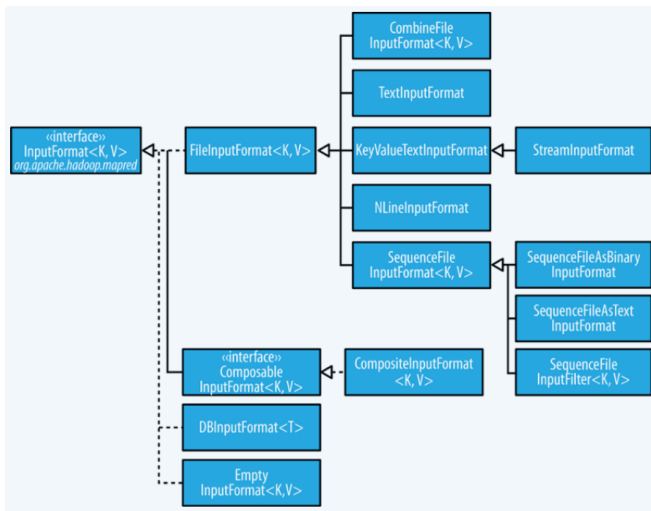 CombineFile
InputFormat<K, V>
TextInputFormat
‹‹interface››
InputFormat<K, V>
org.apache.hadoop.mapred
FileInputFormat<K, V>
KeyValueTextInputFormat
StreamInputFormat
NLineInputFormat
SequenceFile
InputFormat<K, V>
SequenceFileAsBinary
InputFormat
SequenceFileAsText
InputFormat
SequenceFile
InputFilter<K, V>
‹‹interface››
Composable
InputFormat<K, V>
CompositeInputFormat
<K, V>
DBInputFormat<T>
Empty
InputFormat<K,V>